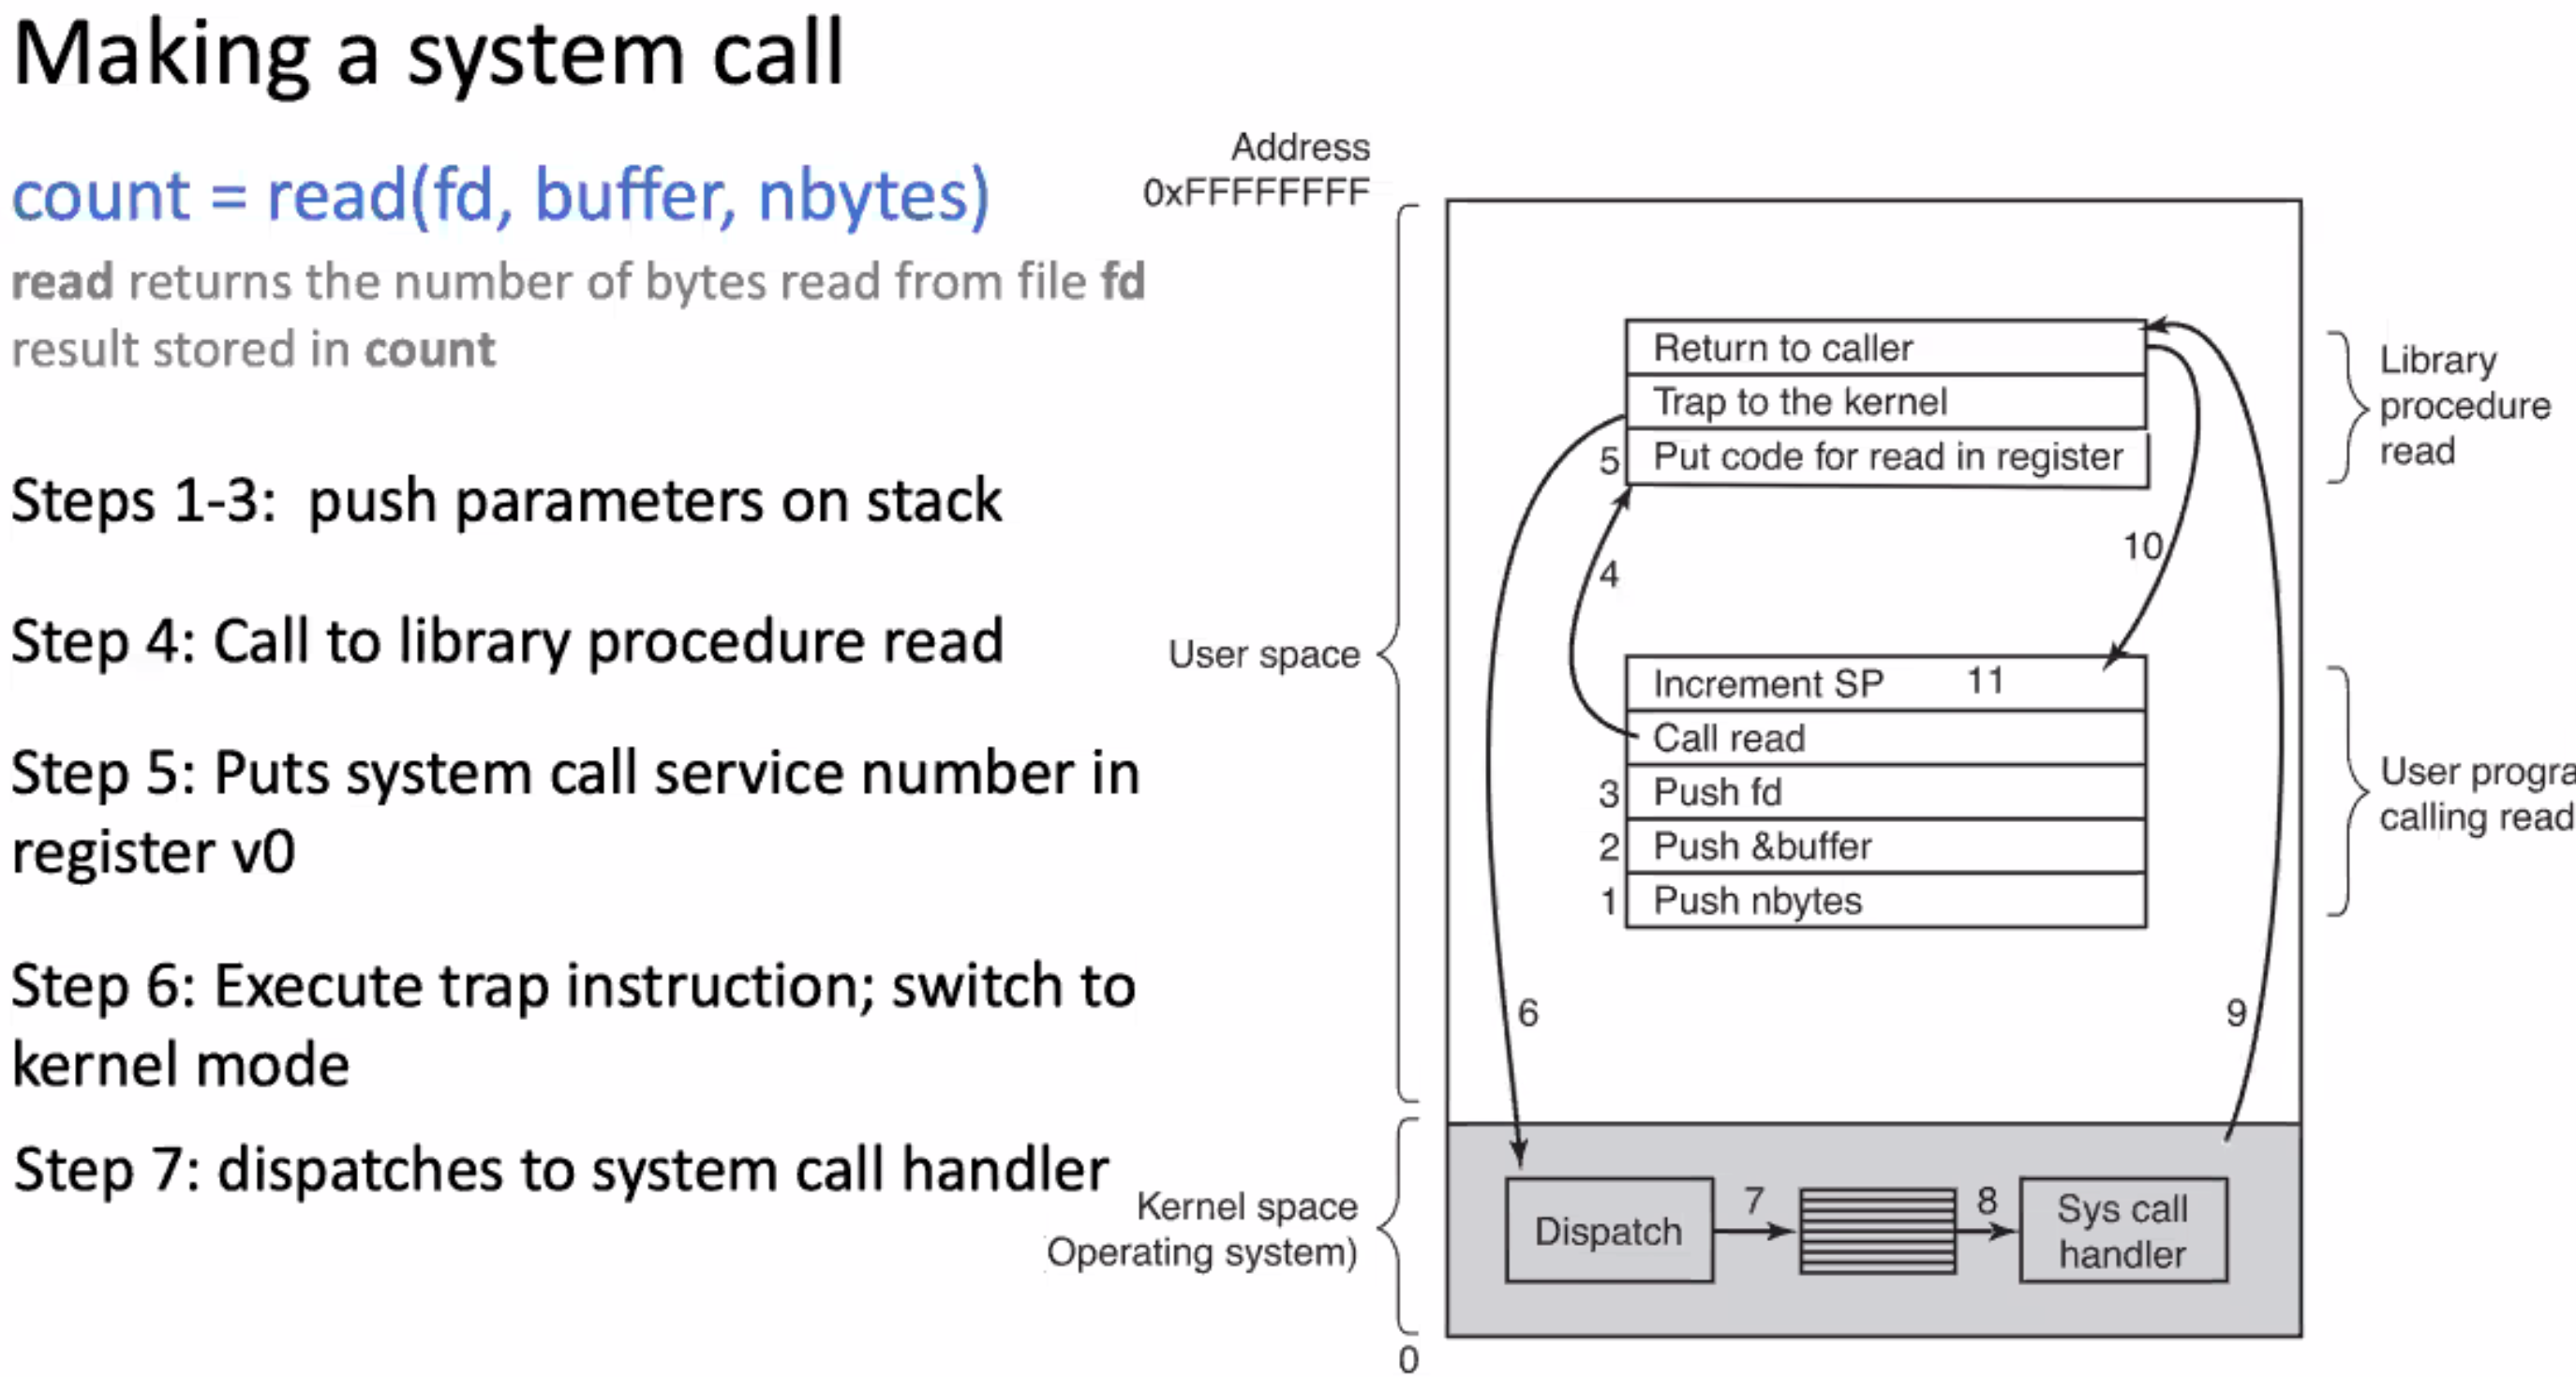 Making a system call
count = read(fd, buffer, nbytes)
read returns the number of bytes read from file fd
result stored in count
Steps 1-3:  push parameters on stack
Step 4: Call to library procedure read
Step 5: Puts system call service number in
register v0
Step 6: Execute trap instruction; switch to
kernel mode
Step 7: dispatches to system call handler
Address
0xFFFFFFFF
Return to caller
Trap to the kernel
5 Put code for read in register
Library
procedure
read
4
10
User space
Increment SP 11
Call read
3 Push fd
2 Push &buffer
1 Push nbytes
User progra
calling read
6
9
Kernel space
Operating system)
Dispatch
7
8
Sys call
handler
0